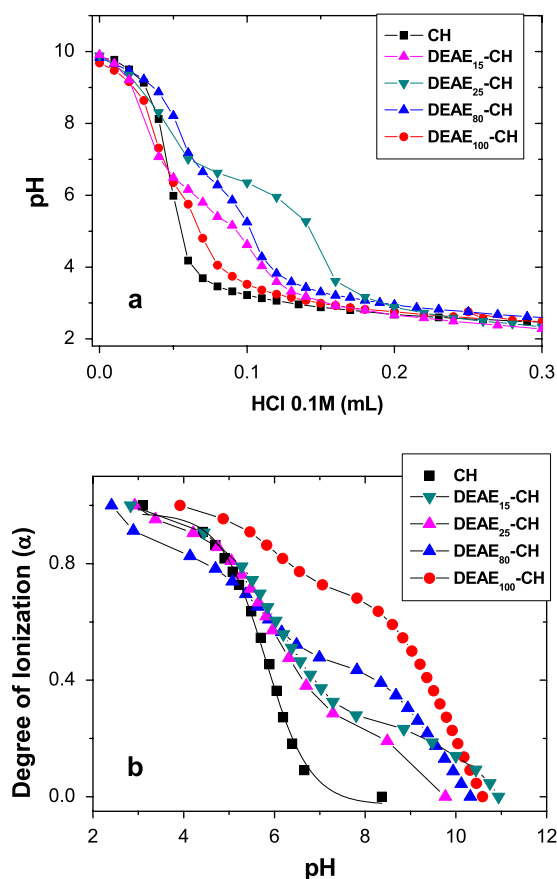 CH
DEAE15-CH
DEAE25-CH
DEAE80-CH
DEAE100-CH
10
8
6
4
2
pH
a
0.0 0.1 0.2 0.3
HCl 0.1M (mL)
CH
DEAE15-CH
DEAE25-CH
DEAE80-CH
DEAE100-CH
0.8
0.4
0.0
Degree of Ionization (α)
b
2 4 6 8 10 12
pH